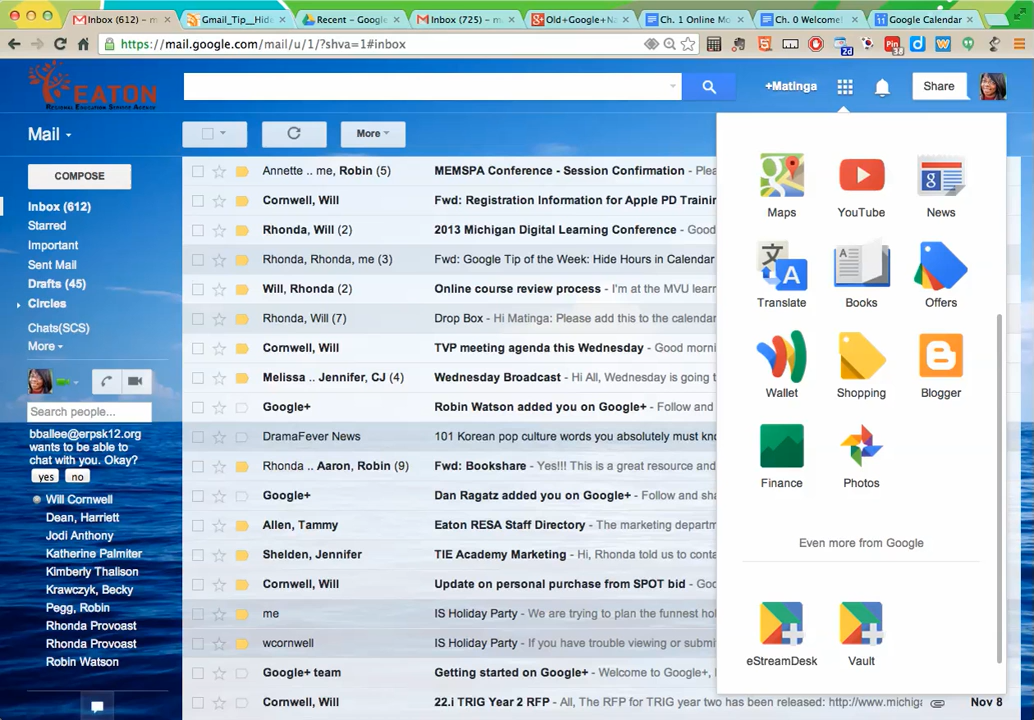 Inbox (612) - m
Gmail_Tip__Hide
Recent - Google
Inbox (725) - m
Old+Google+Na
Ch. 1 Online Mo
Ch. 0 Welcome!
Google Calendar
https://mail.google.com/mail/u/1/?shva=1#inbox
EATON
REGIONAL EDUCATION SERVICE AGENCY
+Matinga
Share
Mail
More
COMPOSE
Inbox (612)
Starred
Important
Sent Mail
Drafts (45)
Circles
Chats(SCS)
More
Search people...
bballee@erpsk12.org
wants to be able to
chat with you. Okay?
yes no
Will Cornwell
Dean, Harriett
Jodi Anthony
Katherine Palmiter
Kimberly Thalison
Krawczyk, Becky
Pegg, Robin
Rhonda Provoast
Rhonda Provoast
Robin Watson
Annette .. me, Robin (5) MEMSPA Conference - Session Confirmation - Plea
Cornwell, Will Fwd: Registration Information for Apple PD Trainin
Rhonda, Will (2) 2013 Michigan Digital Learning Conference -
Rhonda, Rhonda, me (3) Fwd: Google Tip of the Week: Hide Hours in Calendar
Will, Rhonda (2) Online course review process - I'm at the MVU learn
Rhonda, Will (7) Drop Box - Hi Matinga: Please add this to the calendar
Cornwell, Will TVP meeting agenda this Wednesday - Good morni
Melissa .. Jennifer, CJ (4) Wednesday Broadcast - Hi All, Wednesday is going t
Google+ Robin Watson added you on Google+ - Follow and
DramaFever News 101 Korean pop culture words you absolutely must kno
Rhonda .. Aaron, Robin (9) Fwd: Bookshare - Yes!!! This is a great resource and
Google+ Dan Ragatz added you on Google+ - Follow and sha
Allen, Tammy Eaton RESA Staff Directory - The marketing departm
Shelden, Jennifer TIE Academy Marketing - Hi, Rhonda told us to conta
Cornwell, Will Update on personal purchase from SPOT bid - Goo
me IS Holiday Party - We are trying to plan the funnest hol
wcornwell IS Holiday Party - If you have trouble viewing or submi
Google+ team Getting started on Google+ - Welcome to Google+,
Cornwell, Will 22.i TRIG Year 2 RFP - All, The RFP for TRIG year two has been released: http://www.michiga Nov 8
Maps YouTube News
Translate Books Offers
Wallet Shopping Blogger
Finance Photos
Even more from Google
eStreamDesk Vault